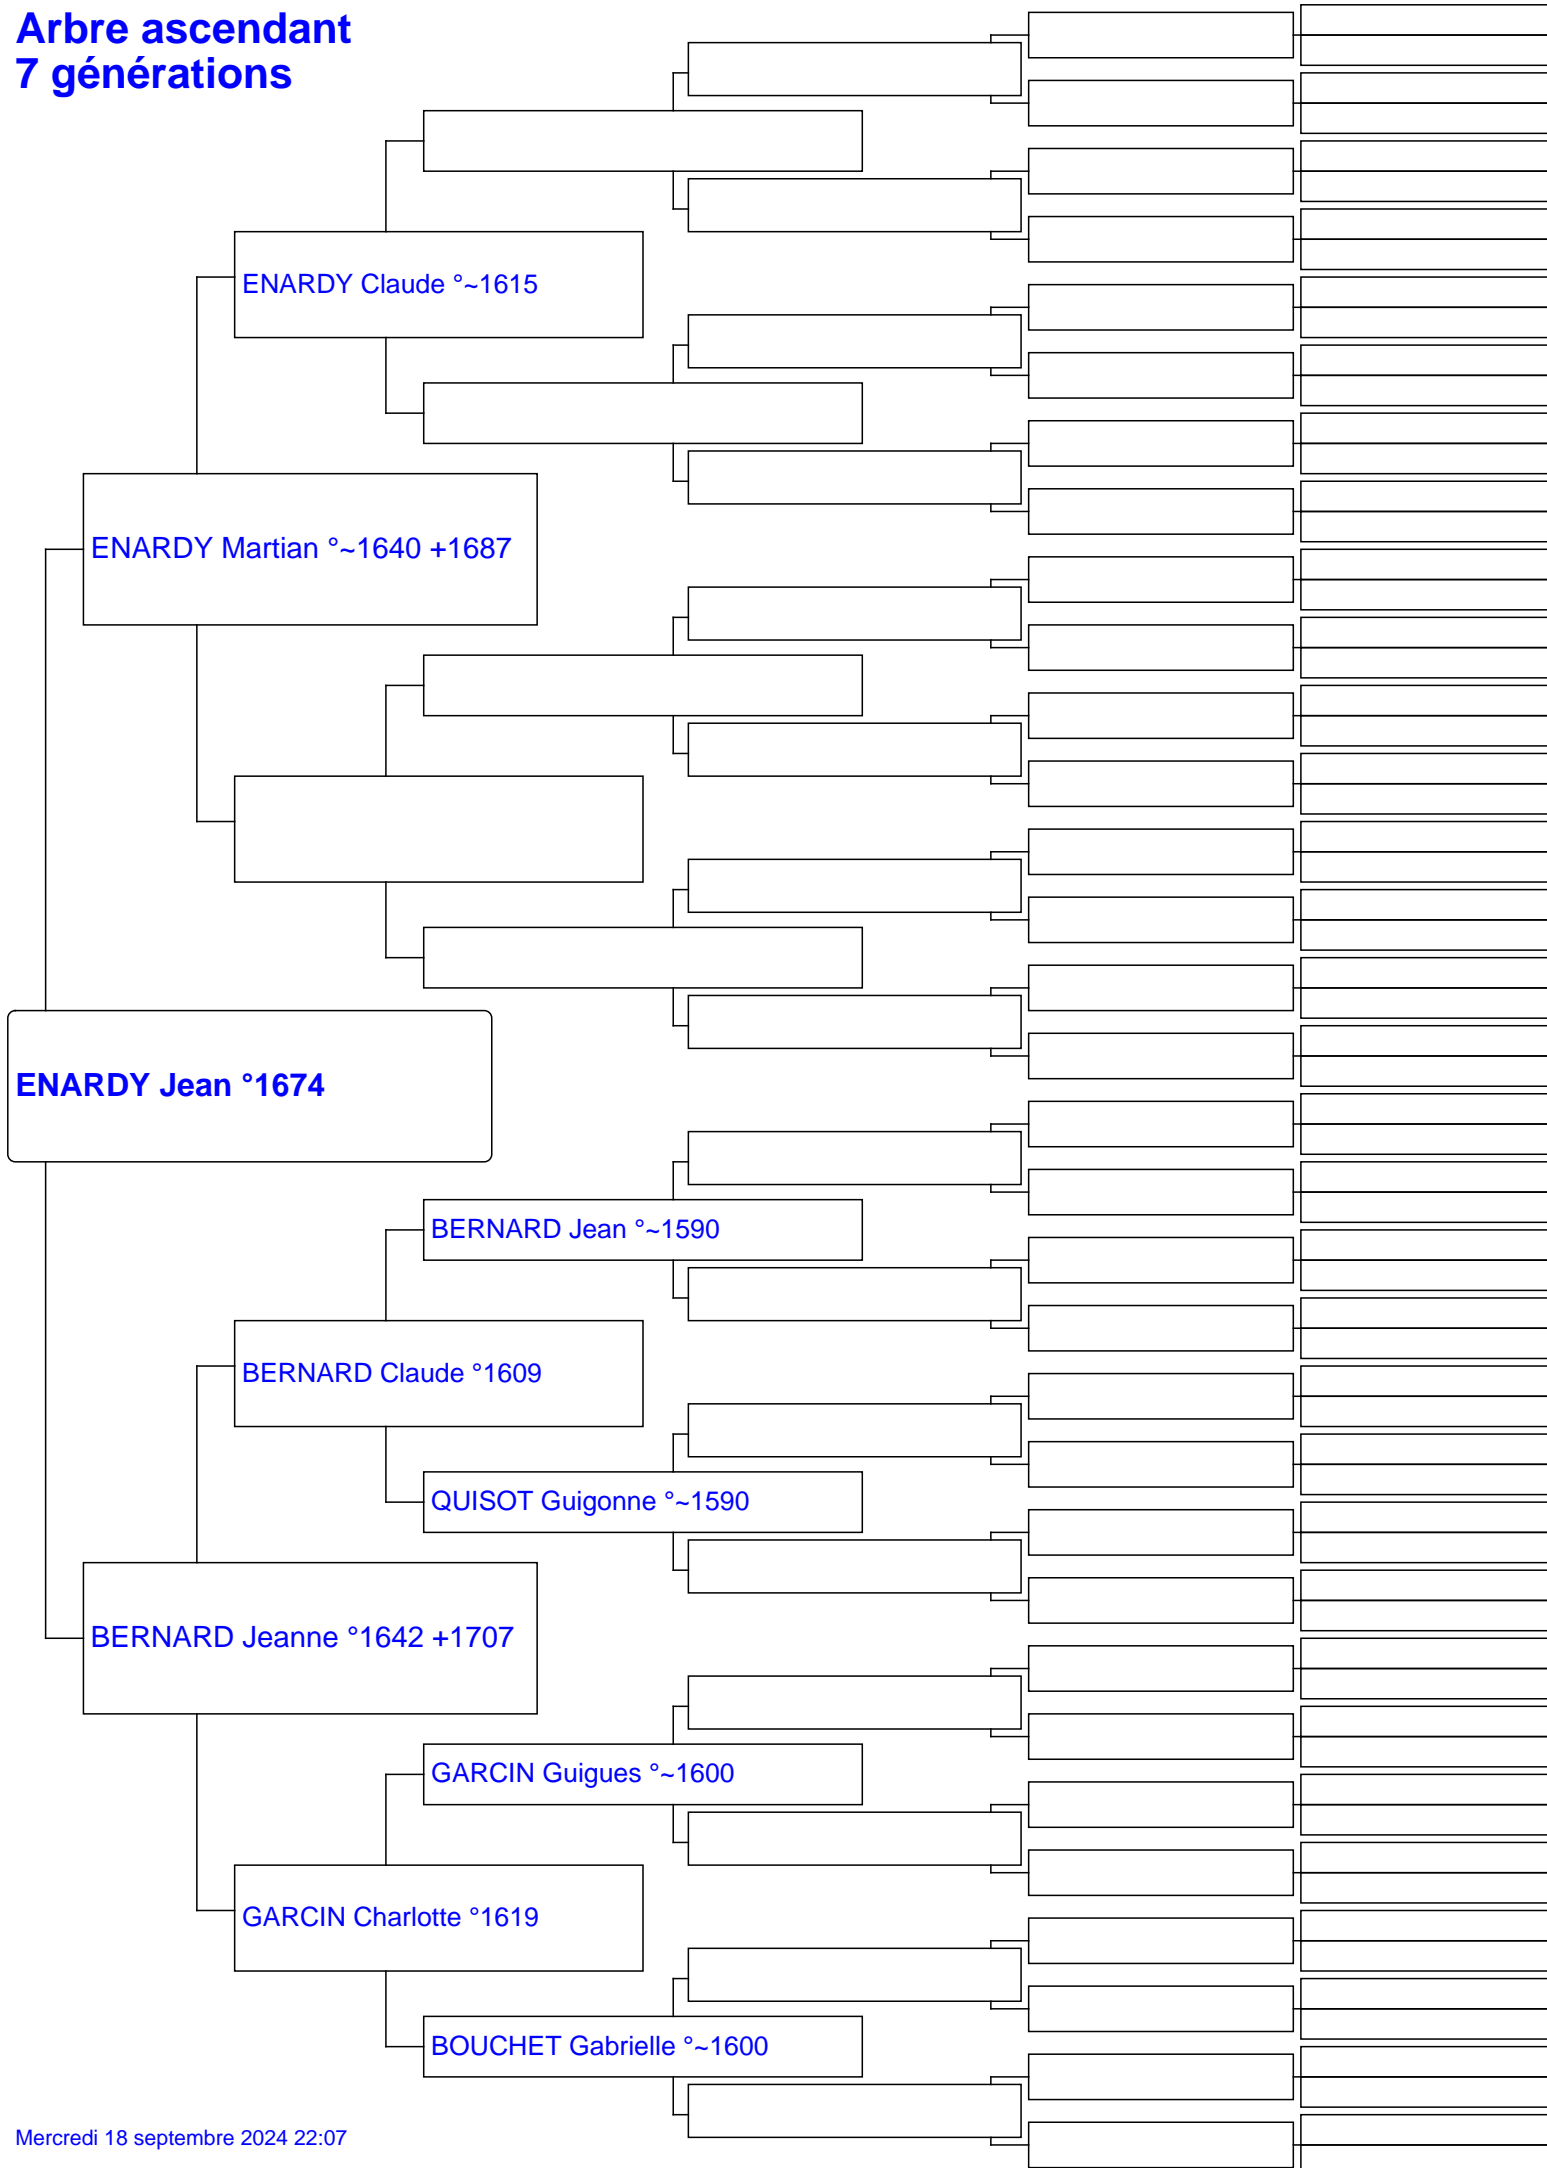 Arbre ascendant
7 générations
ENARDY Claude °~1615
ENARDY Martian °~1640 +1687
ENARDY Jean °1674
BERNARD Jean °~1590
BERNARD Claude °1609
QUISOT Guigonne °~1590
BERNARD Jeanne °1642 +1707
GARCIN Guigues °~1600
GARCIN Charlotte °1619
BOUCHET Gabrielle °~1600
Mercredi 18 septembre 2024 22:07